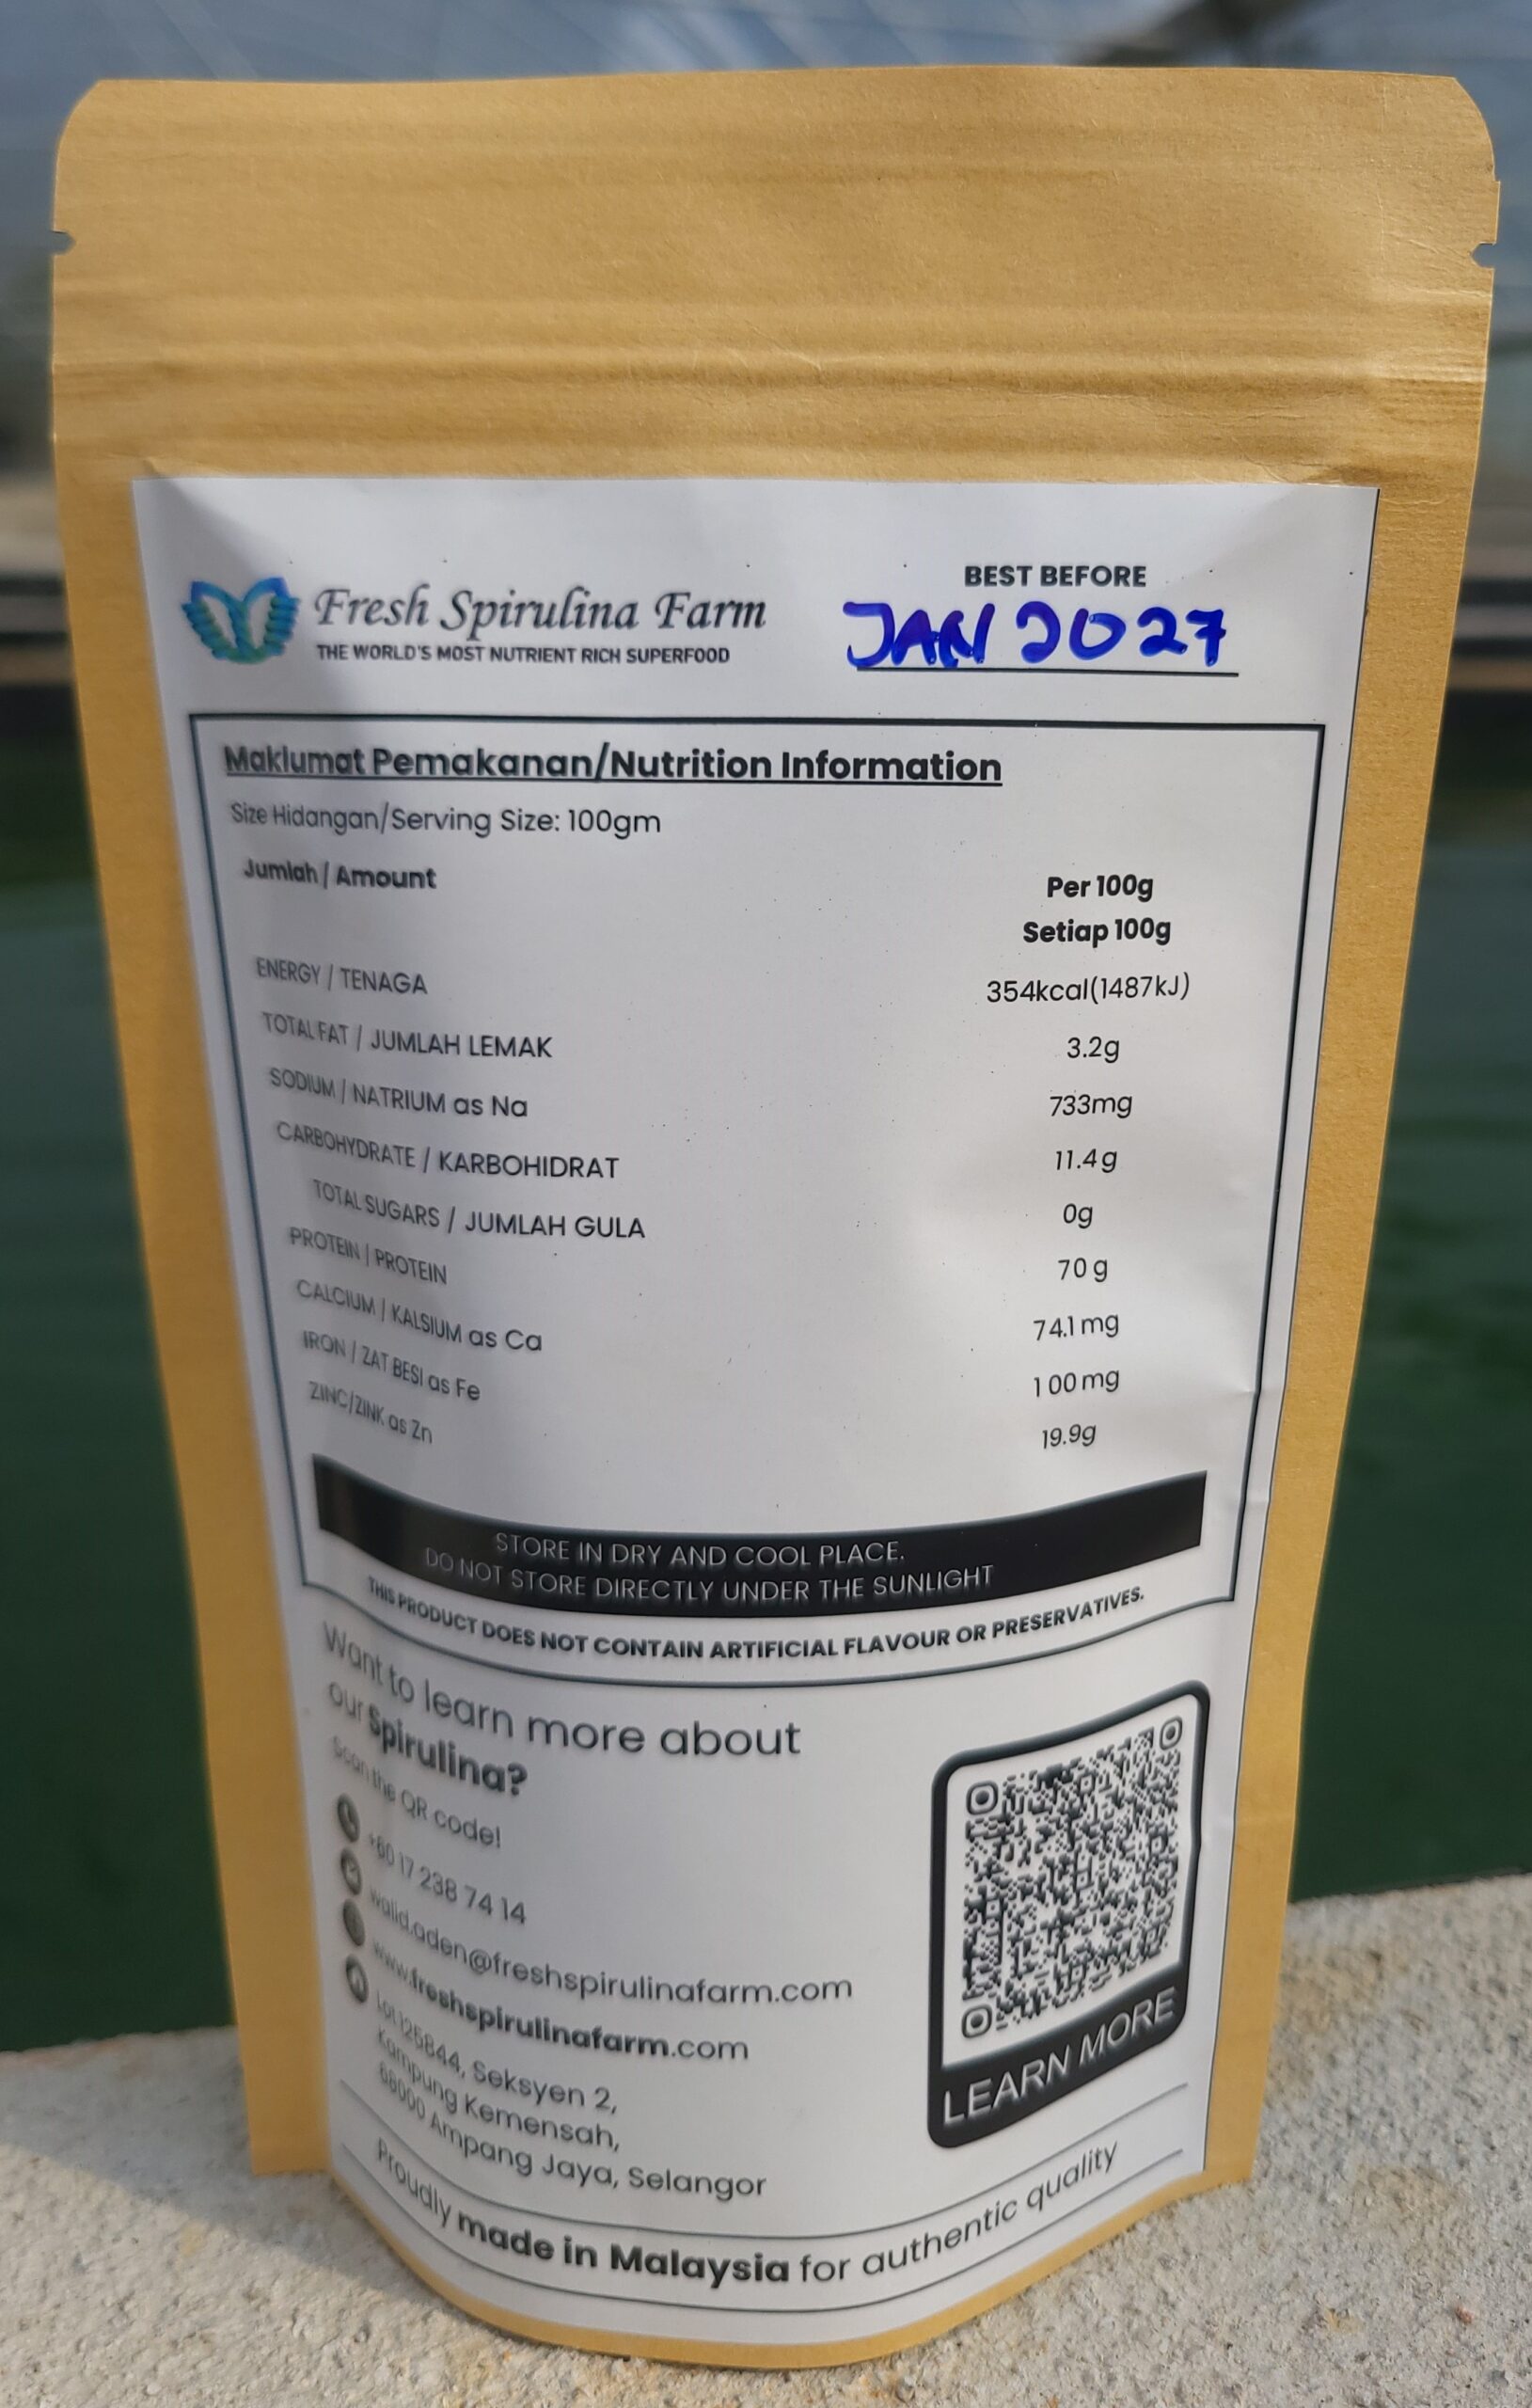 Fresh Spirulina Farm
THE WORLD'S MOST NUTRIENT RICH SUPERFOOD
BEST BEFORE
JAN 2027
Maklumat Pemakanan/Nutrition Information
Size Hidangan/Serving Size: 100gm
Jumlah / Amount
Per 100g
Setiap 100g
ENERGY / TENAGA 354kcal(1487kJ)
TOTAL FAT / JUMLAH LEMAK 3.2g
SODIUM / NATRIUM as Na 733mg
CARBOHYDRATE / KARBOHIDRAT 11.4g
TOTAL SUGARS / JUMLAH GULA 0g
PROTEIN / PROTEIN 70g
CALCIUM / KALSIUM as Ca 74.1mg
IRON / ZAT BESI as Fe 100mg
ZINC/ZINK as Zn 19.9g
STORE IN DRY AND COOL PLACE.
DO NOT STORE DIRECTLY UNDER THE SUNLIGHT
THIS PRODUCT DOES NOT CONTAIN ARTIFICIAL FLAVOUR OR PRESERVATIVES.
Want to learn more about
our Spirulina?
Scan the QR code!
+60 17 238 74 14
walid.aden@freshspirulinafarm.com
www.freshspirulinafarm.com
Lot 125844, Seksyen 2,
Kampung Kemensah,
68000 Ampang Jaya, Selangor
LEARN MORE
Proudly made in Malaysia for authentic quality